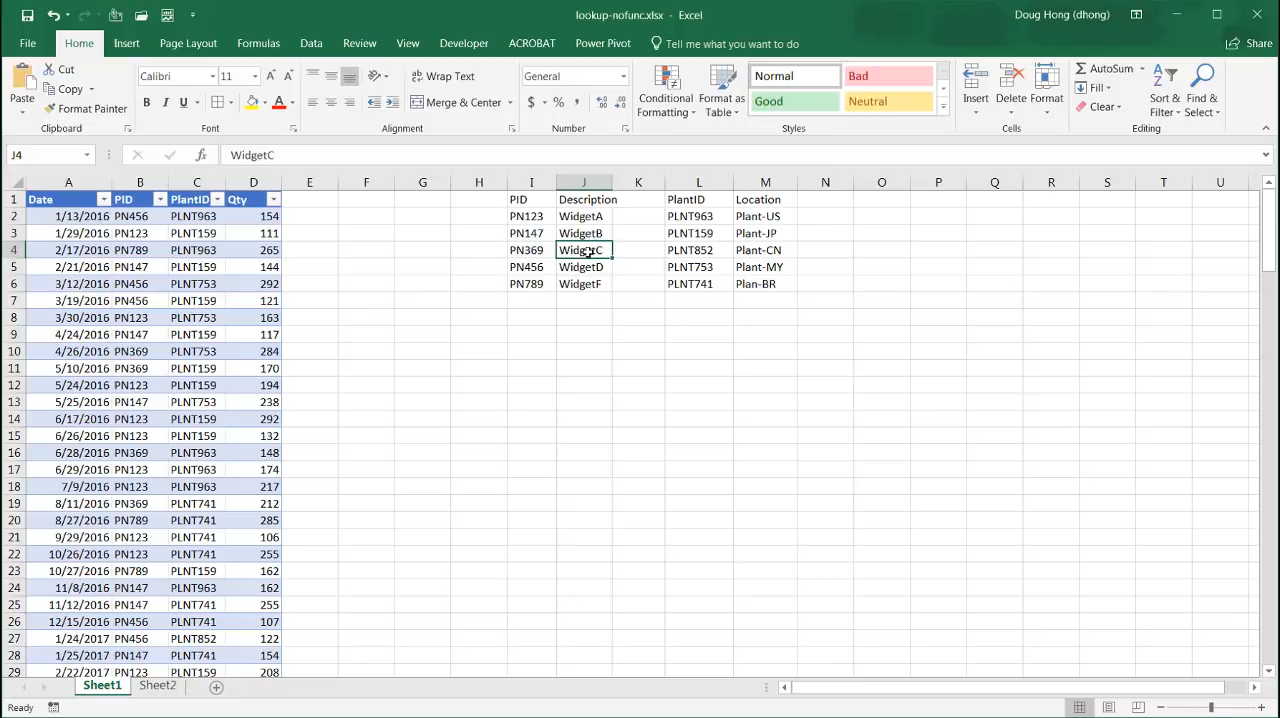 lookup-nofunc.xlsx - Excel
Doug Hong (dhong)
File Home Insert Page Layout Formulas Data Review View Developer ACROBAT Power Pivot Tell me what you want to do Share
Paste
Cut
Copy
Format Painter
Clipboard
Calibri 11
A A
B I U A
Font
Wrap Text
Merge & Center
Alignment
General
$ % ,
Number
Conditional Formatting
Format as Table
Normal Bad
Good Neutral
Styles
Insert Delete Format
Cells
AutoSum
Fill
Clear
Sort & Filter
Find & Select
Editing
J4 fx WidgetC
A B C D E F G H I J K L M N O P Q R S T U
1 Date PID PlantID Qty PID Description PlantID Location
2 1/13/2016 PN456 PLNT963 154 PN123 WidgetA PLNT963 Plant-US
3 1/29/2016 PN123 PLNT159 111 PN147 WidgetB PLNT159 Plant-JP
4 2/17/2016 PN789 PLNT963 265 PN369 WidgetC PLNT852 Plant-CN
5 2/21/2016 PN147 PLNT159 144 PN456 WidgetD PLNT753 Plant-MY
6 3/12/2016 PN456 PLNT753 292 PN789 WidgetF PLNT741 Plan-BR
7 3/19/2016 PN456 PLNT159 121
8 3/30/2016 PN123 PLNT753 163
9 4/24/2016 PN147 PLNT159 117
10 4/26/2016 PN369 PLNT753 284
11 5/10/2016 PN369 PLNT159 170
12 5/24/2016 PN123 PLNT159 194
13 5/25/2016 PN147 PLNT753 238
14 6/17/2016 PN123 PLNT159 292
15 6/26/2016 PN123 PLNT159 132
16 6/28/2016 PN369 PLNT963 148
17 6/29/2016 PN123 PLNT963 174
18 7/9/2016 PN123 PLNT963 217
19 8/11/2016 PN369 PLNT741 212
20 8/27/2016 PN789 PLNT741 285
21 9/29/2016 PN123 PLNT741 106
22 10/26/2016 PN123 PLNT741 255
23 10/27/2016 PN789 PLNT159 162
24 11/8/2016 PN147 PLNT963 162
25 11/12/2016 PN147 PLNT741 255
26 12/15/2016 PN456 PLNT741 107
27 1/24/2017 PN456 PLNT852 122
28 1/25/2017 PN147 PLNT741 154
29 2/22/2017 PN123 PLNT159 208
Sheet1 Sheet2
Ready